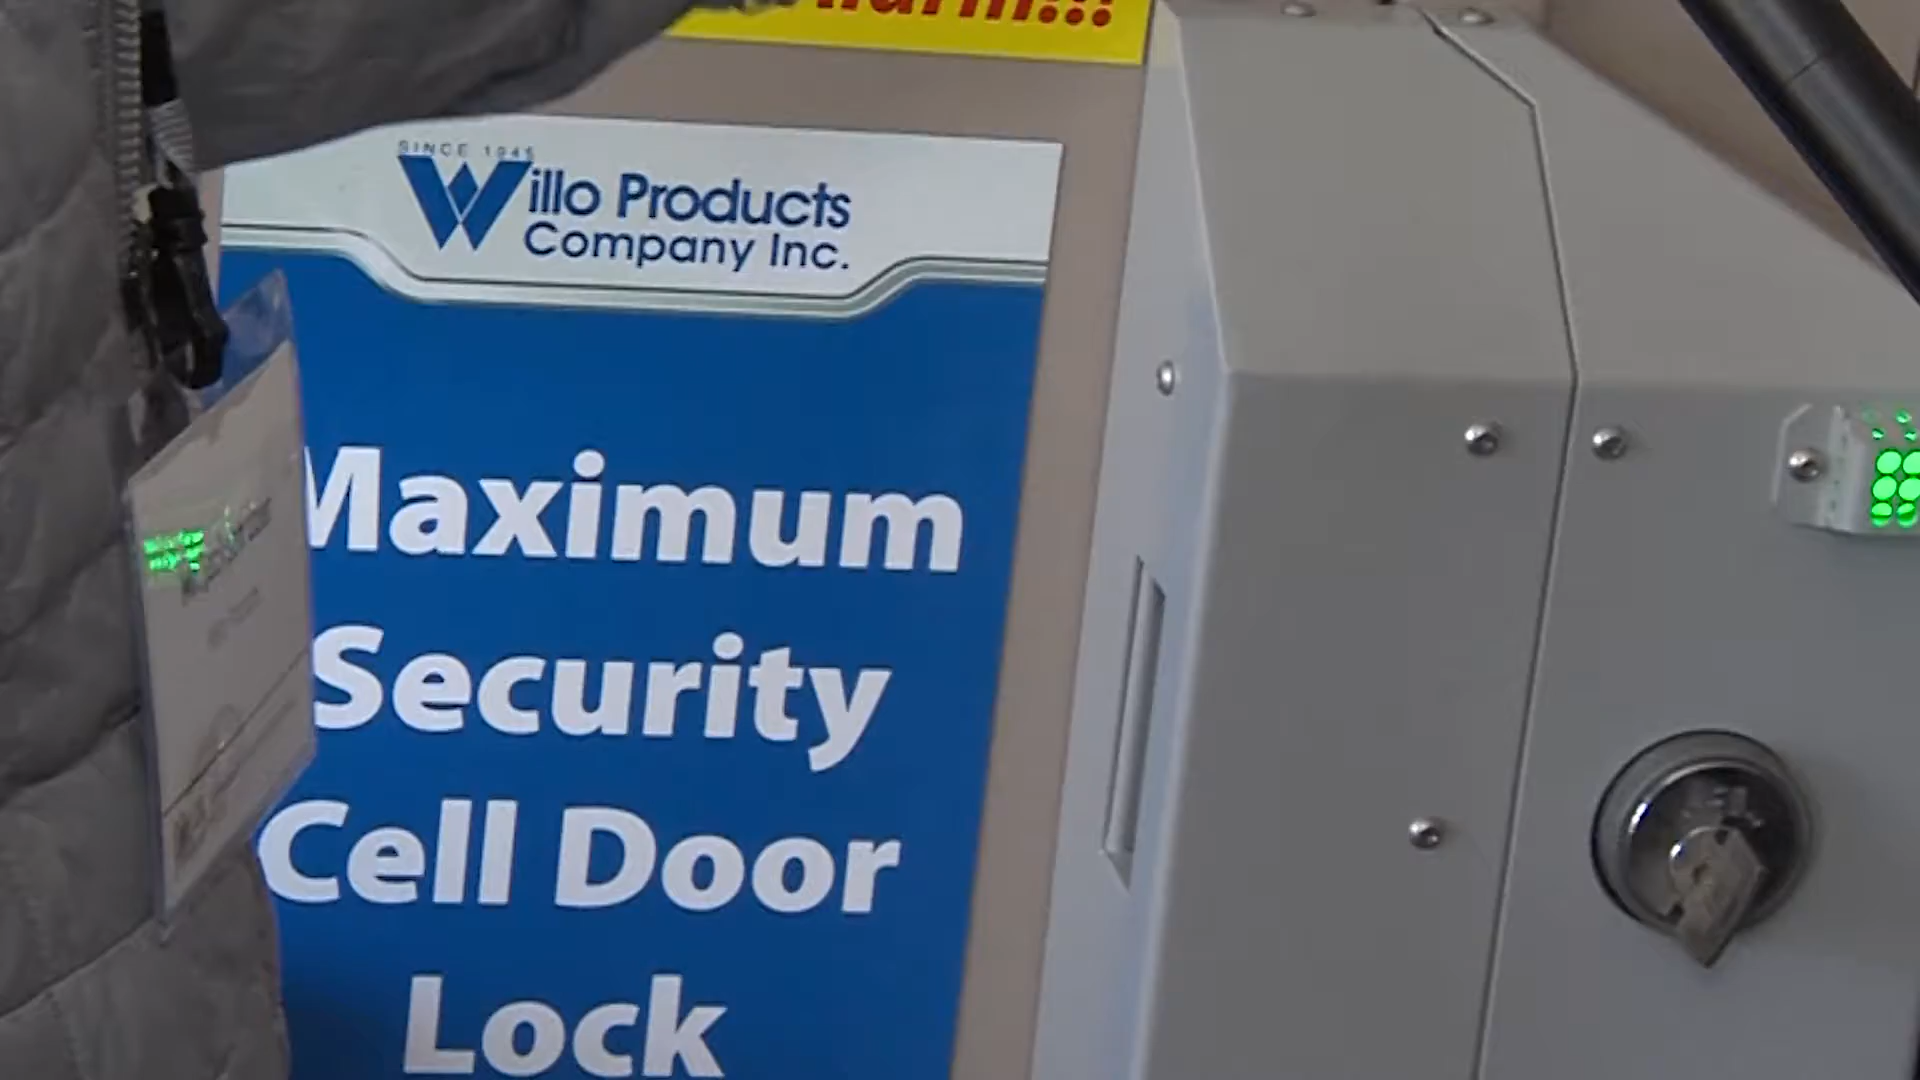 SINCE 1945
Willo Products
Company Inc.
Maximum
Security
Cell Door
Lock